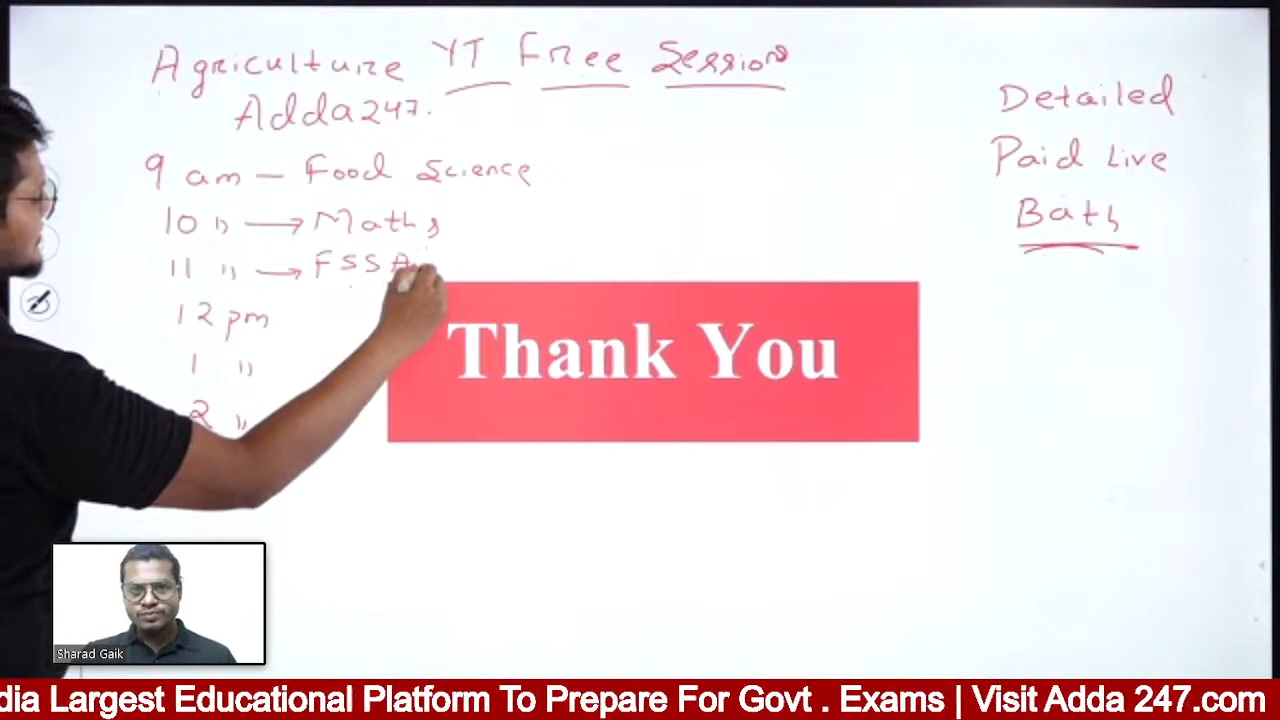 Agriculture YT Free Sessions
Adda247.
9 am — Food Science
10 " → Maths
11 " → FSSA
12 pm
1 "
2 "
Detailed
Paid Live
Bath
Thank You
Sharad Gaik
dia Largest Educational Platform To Prepare For Govt . Exams | Visit Adda 247.com